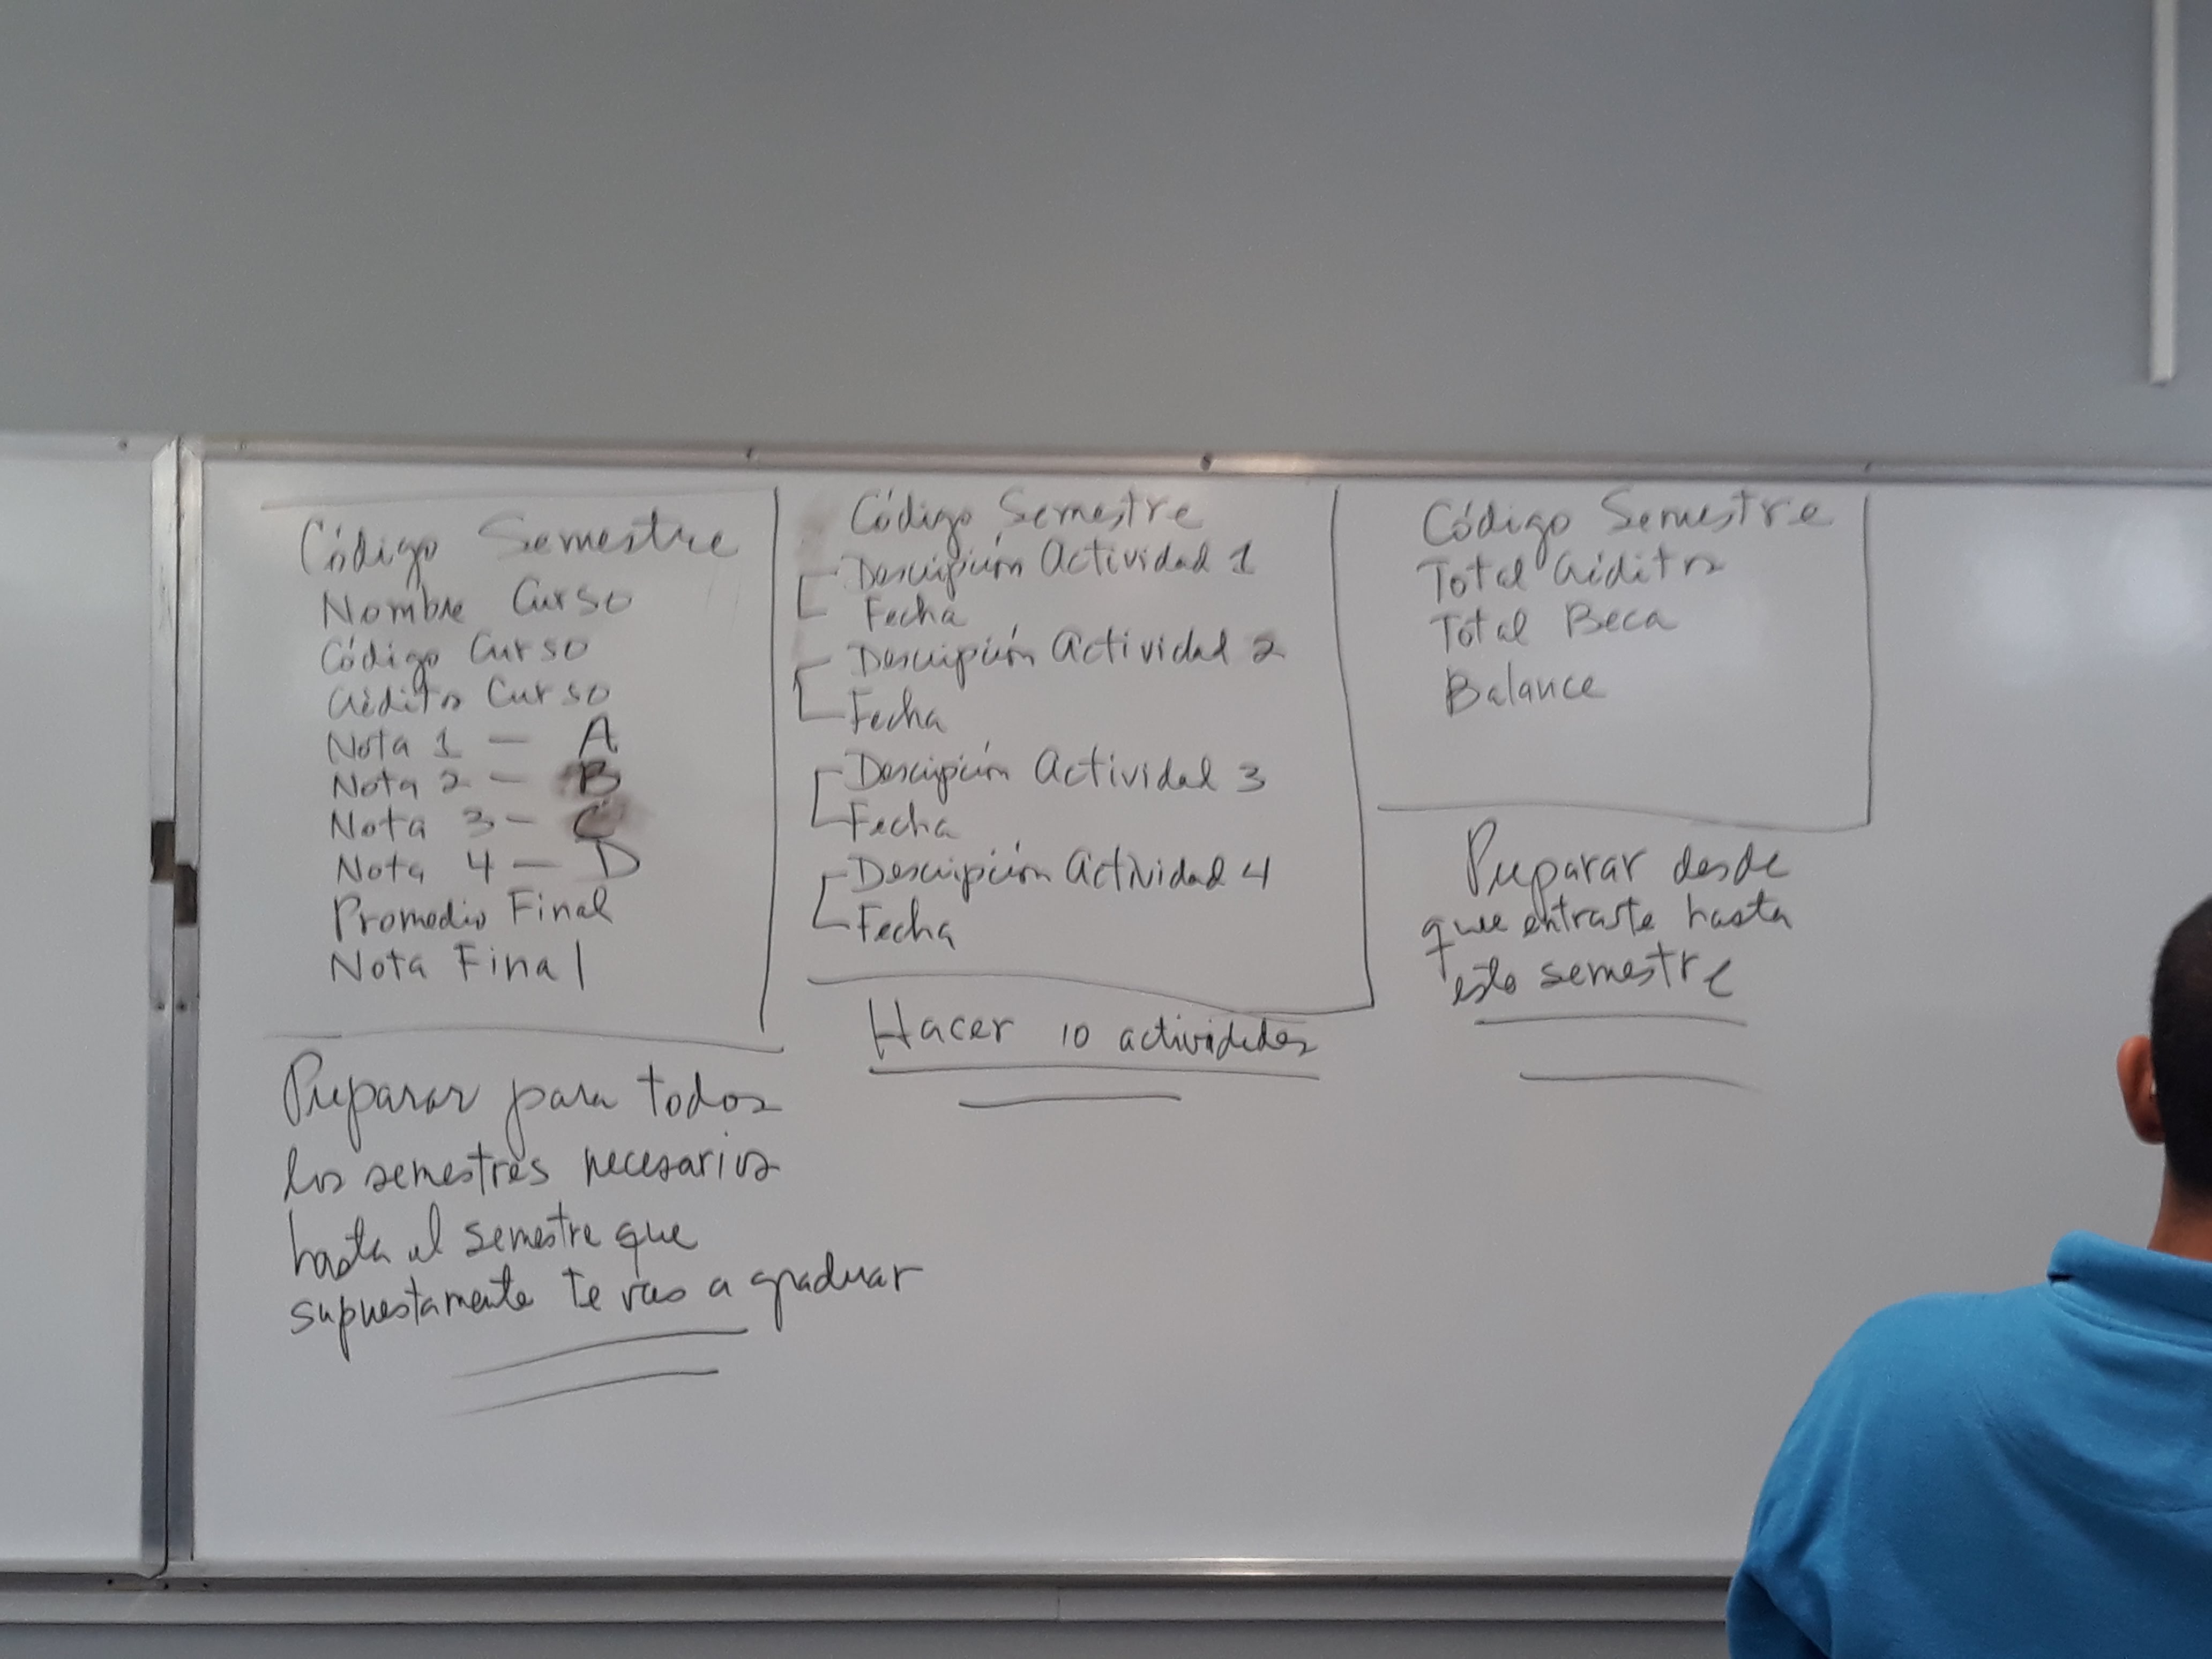 Código Semestre
Nombre Curso
Código Curso
Créditos Curso
Nota 1 — A
Nota 2 — B
Nota 3 — C
Nota 4 — D
Promedio Final
Nota Final
Preparar para todos
los semestres necesarios
hasta el semestre que
supuestamente te vas a graduar
Código Semestre
Descripción Actividad 1
Fecha
Descripción Actividad 2
Fecha
Descripción Actividad 3
Fecha
Descripción Actividad 4
Fecha
Hacer 10 actividades
Código Semestre
Total Créditos
Total Beca
Balance
Preparar desde
que entraste hasta
este semestre